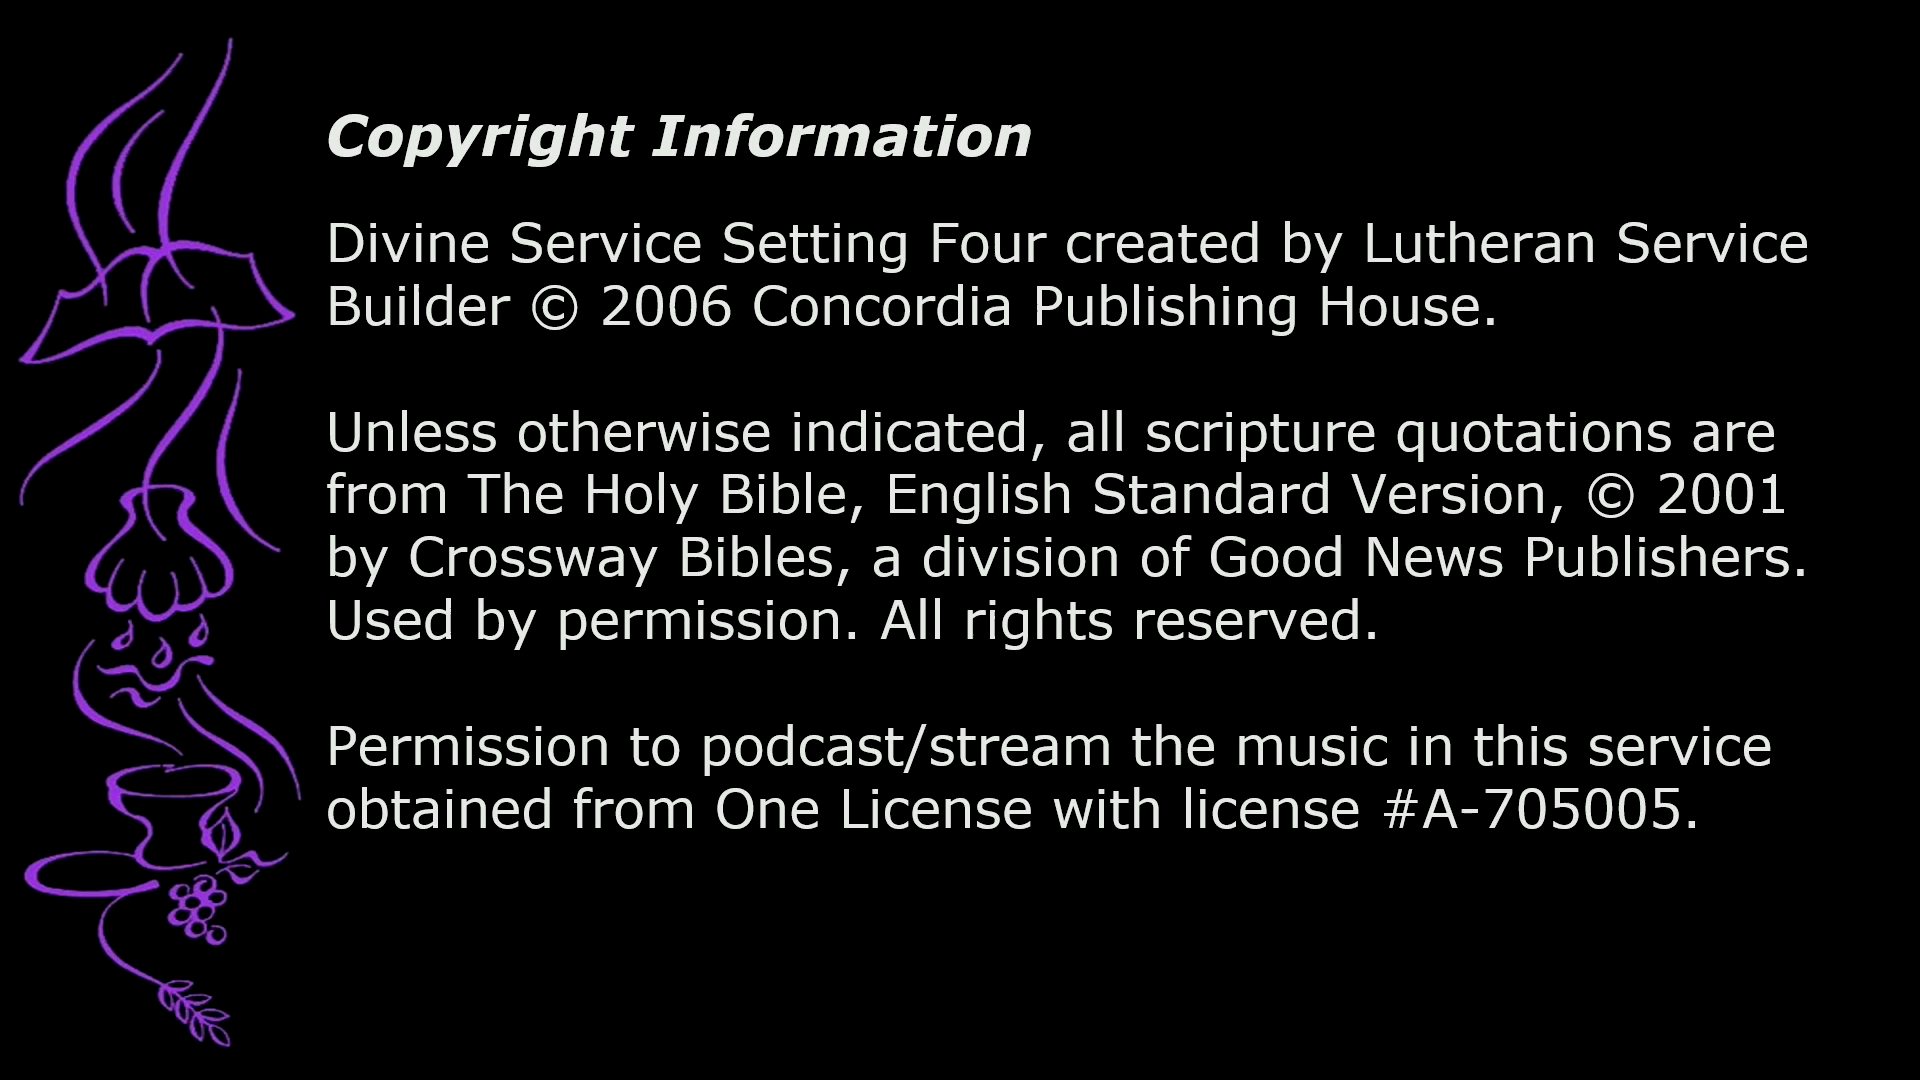 Copyright Information
Divine Service Setting Four created by Lutheran Service
Builder © 2006 Concordia Publishing House.
Unless otherwise indicated, all scripture quotations are
from The Holy Bible, English Standard Version, © 2001
by Crossway Bibles, a division of Good News Publishers.
Used by permission. All rights reserved.
Permission to podcast/stream the music in this service
obtained from One License with license #A-705005.